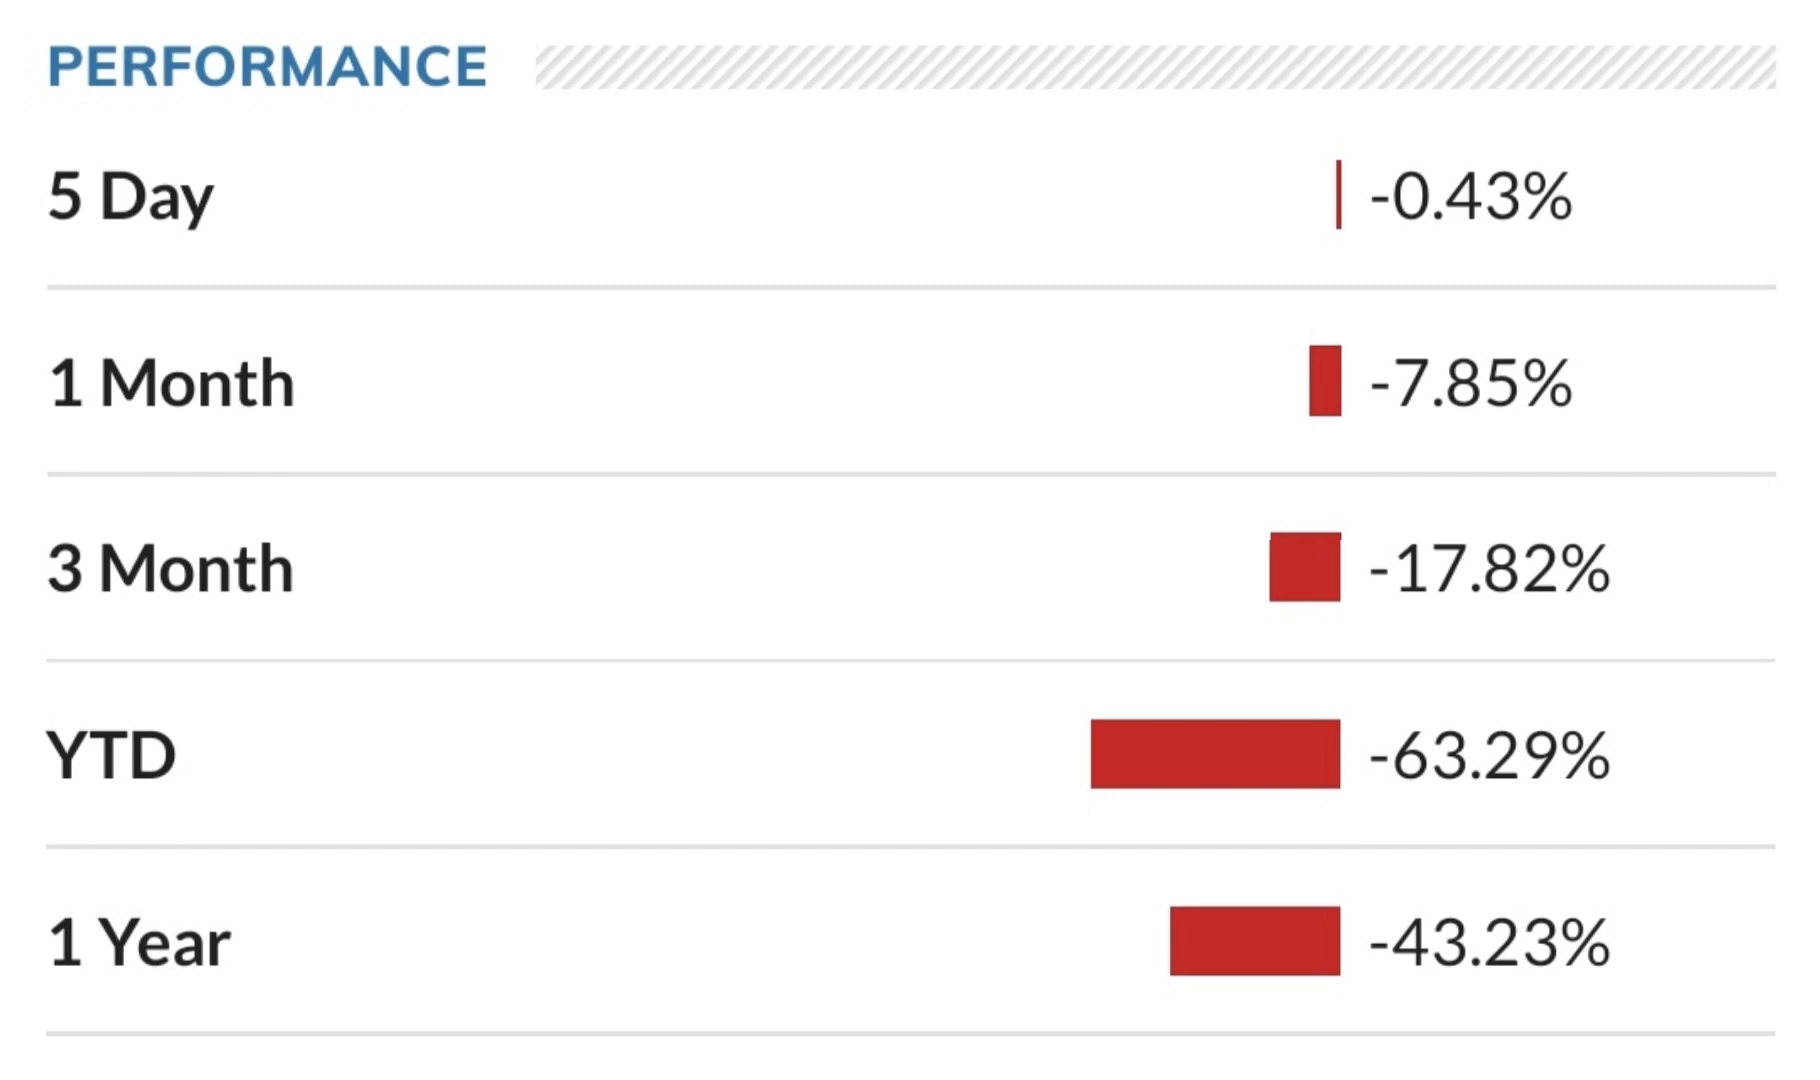 PERFORMANCE
5 Day -0.43%
1 Month -7.85%
3 Month -17.82%
YTD -63.29%
1 Year -43.23%